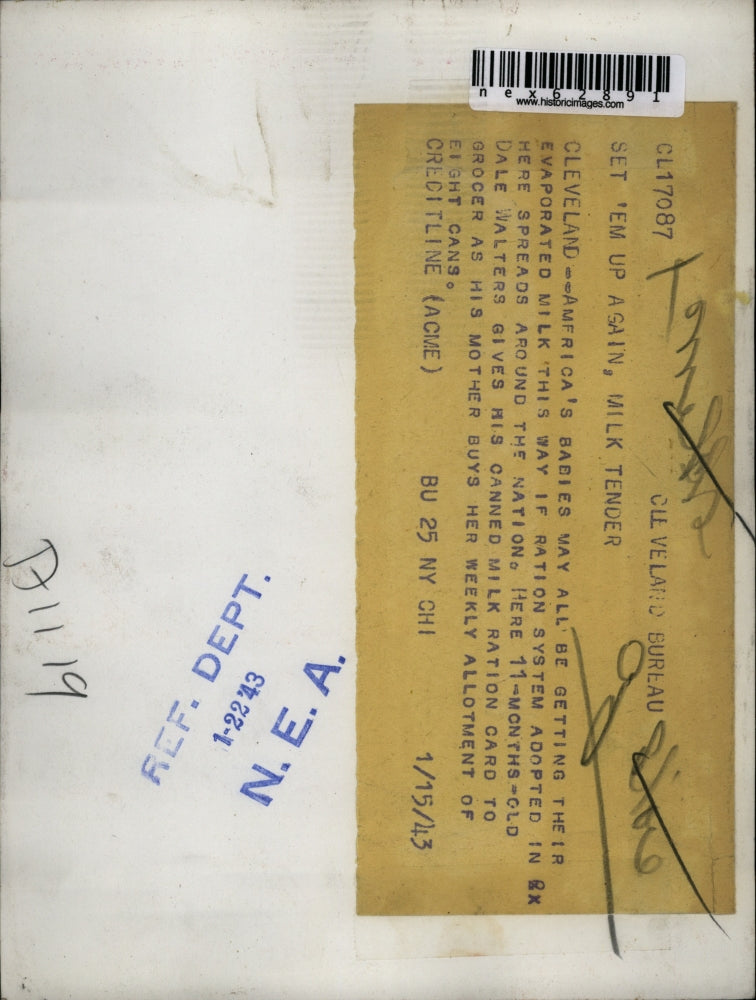 nex62891
www.historicimages.com
CL17087 CLEVELAND BUREAU
SET 'EM UP AGAIN, MILK TENDER
CLEVELAND--AMERICA'S BABIES MAY ALL BE GETTING THEIR
EVAPORATED MILK THIS WAY IF RATION SYSTEM ADOPTED IN
HERE SPREADS AROUND THE NATION. HERE 11-MONTHS-OLD
DALE WALTERS GIVES HIS CANNED MILK RATION CARD TO
GROCER AS HIS MOTHER BUYS HER WEEKLY ALLOTMENT OF
EIGHT CANS.
CREDITLINE (ACME) BU 25 NY CHI 1/15/43
REF. DEPT.
1-22'43
N. E. A.